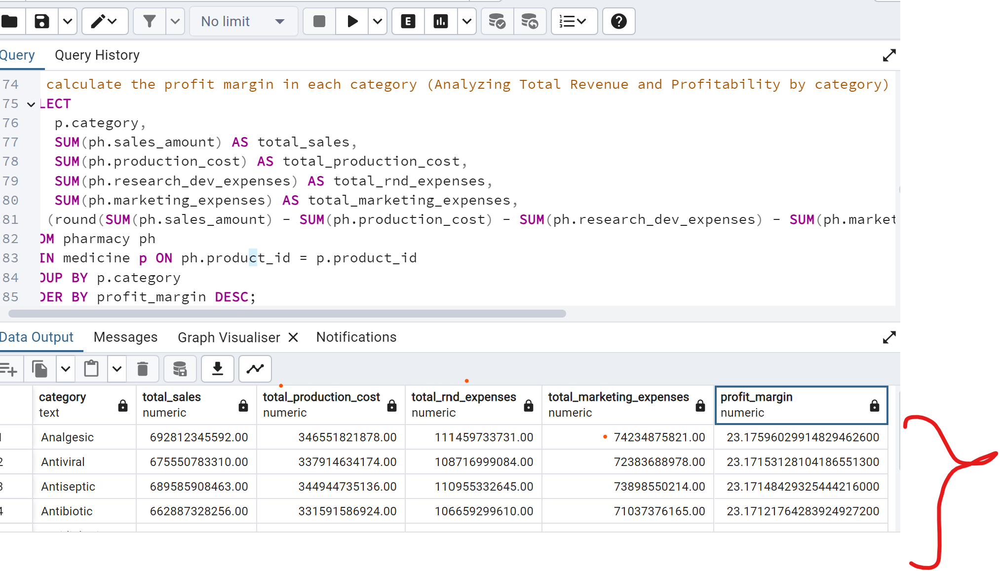 No limit
Query Query History
74 calculate the profit margin in each category (Analyzing Total Revenue and Profitability by category)
75 LECT
76 p.category,
77 SUM(ph.sales_amount) AS total_sales,
78 SUM(ph.production_cost) AS total_production_cost,
79 SUM(ph.research_dev_expenses) AS total_rnd_expenses,
80 SUM(ph.marketing_expenses) AS total_marketing_expenses,
81 (round(SUM(ph.sales_amount) - SUM(ph.production_cost) - SUM(ph.research_dev_expenses) - SUM(ph.market
82 OM pharmacy ph
83 IN medicine p ON ph.product_id = p.product_id
84 OUP BY p.category
85 DER BY profit_margin DESC;
Data Output Messages Graph Visualiser Notifications
category total_sales total_production_cost total_rnd_expenses total_marketing_expenses profit_margin
text numeric numeric numeric numeric numeric
1 Analgesic 692812345592.00 346551821878.00 111459733731.00 74234875821.00 23.17596029914829462600
2 Antiviral 675550783310.00 337914634174.00 108716999084.00 72383688978.00 23.17153128104186551300
3 Antiseptic 689585908463.00 344944735136.00 110955332645.00 73898550214.00 23.17148429325444216000
4 Antibiotic 662887328256.00 331591586924.00 106659299610.00 71037376165.00 23.17121764283924927200